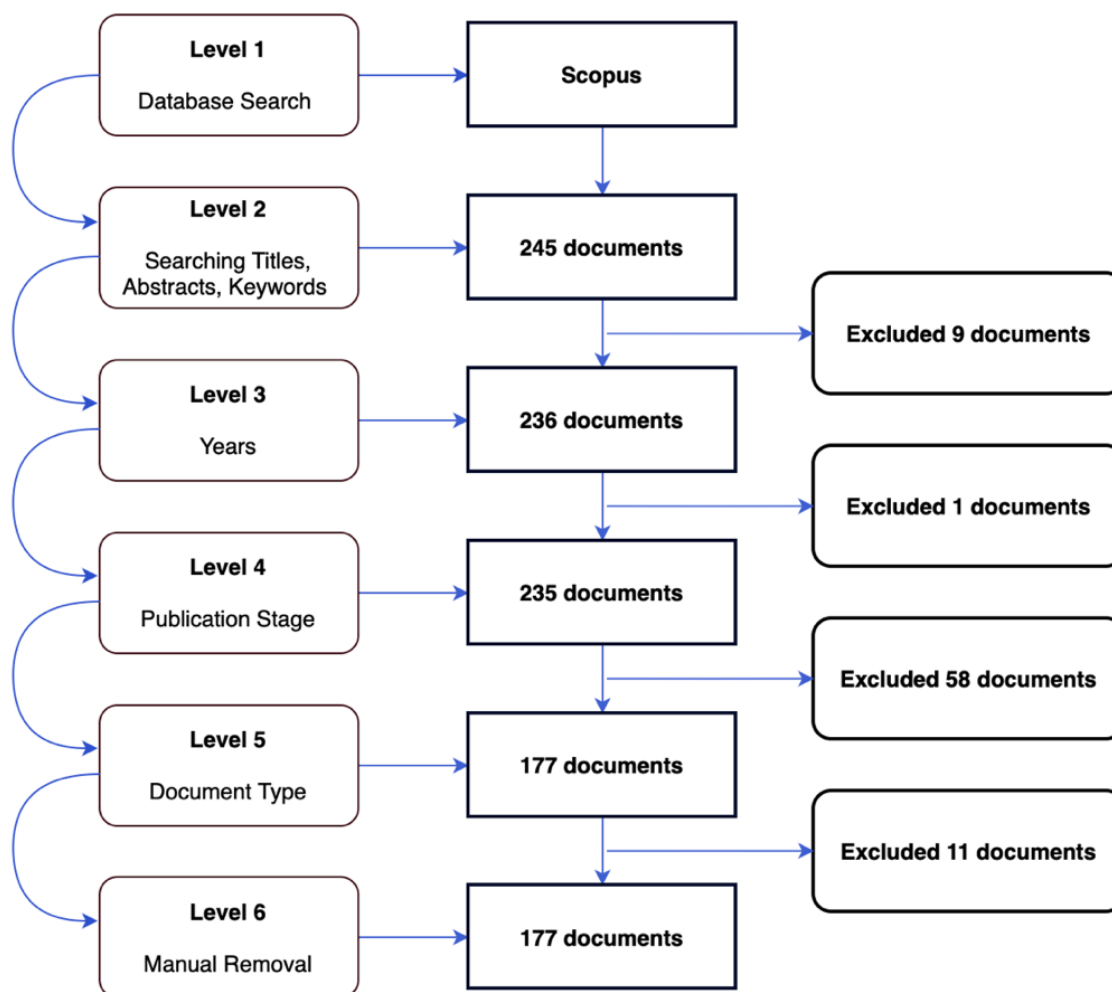 Level 1
Database Search
Scopus
Level 2
Searching Titles,
Abstracts, Keywords
245 documents
Excluded 9 documents
Level 3
Years
236 documents
Excluded 1 documents
Level 4
Publication Stage
235 documents
Excluded 58 documents
Level 5
Document Type
177 documents
Excluded 11 documents
Level 6
Manual Removal
177 documents